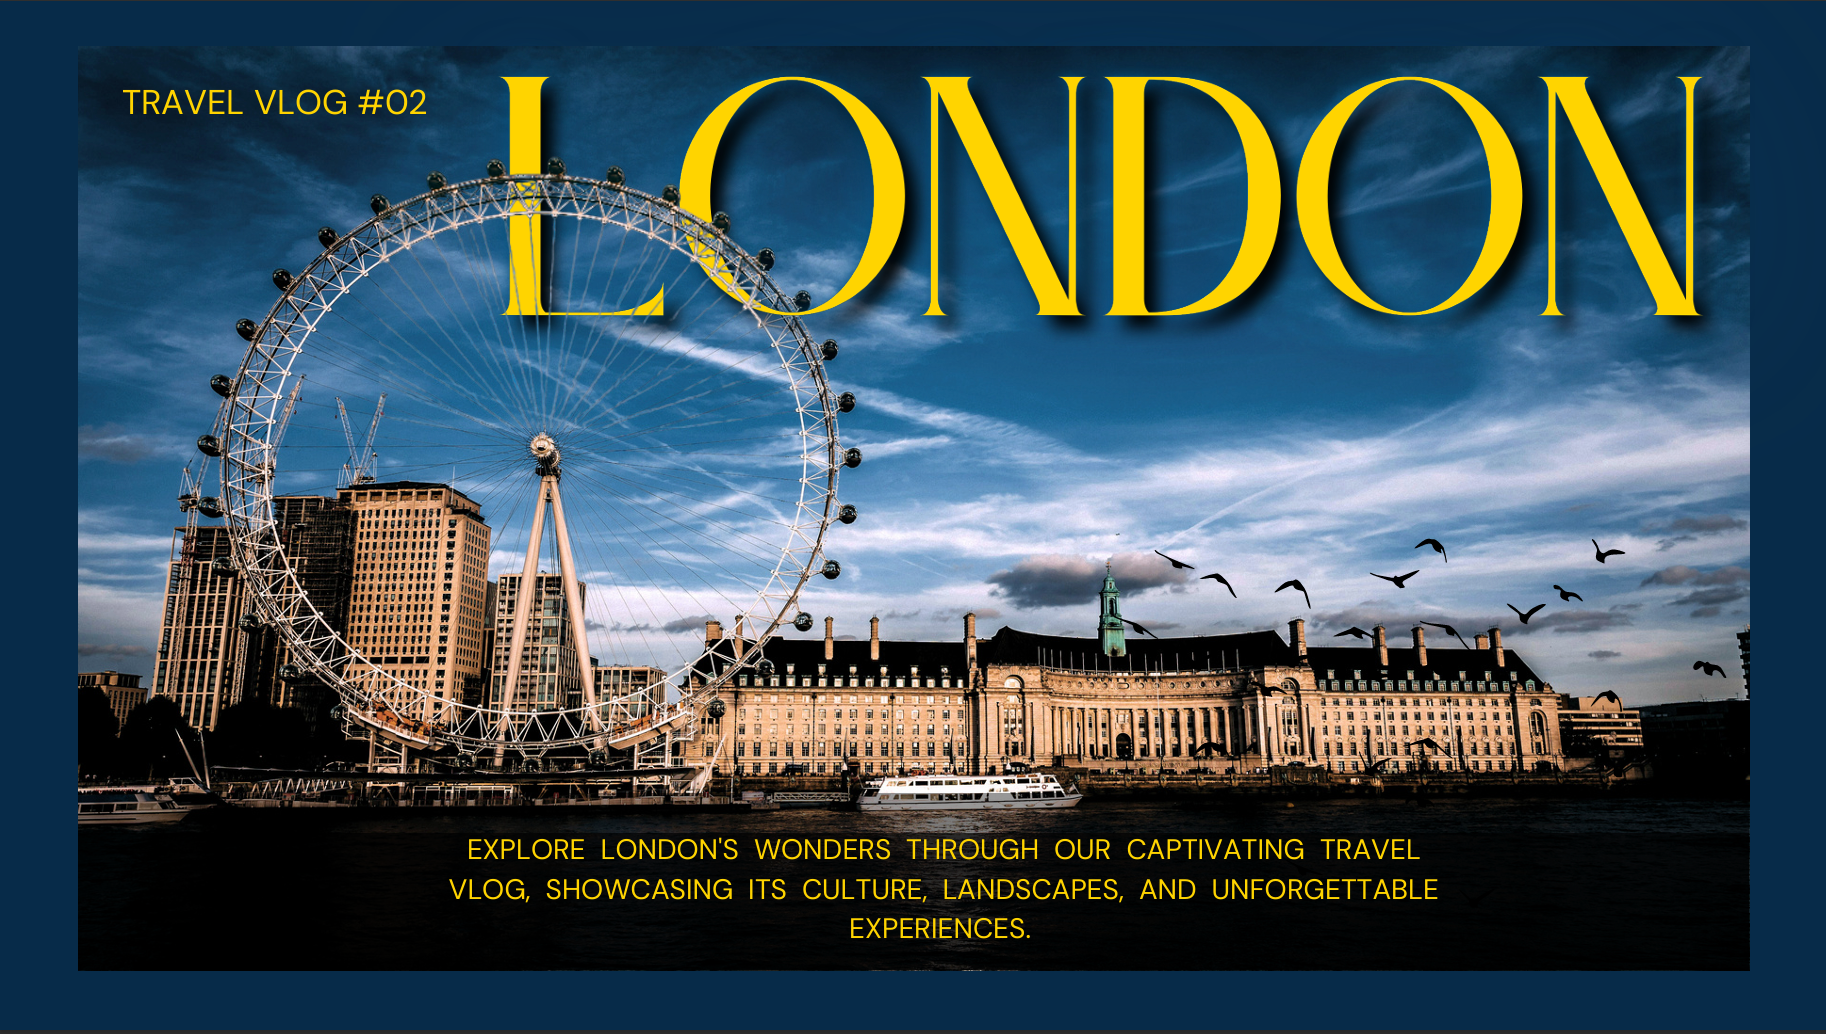 TRAVEL VLOG #02
LONDON
EXPLORE LONDON'S WONDERS THROUGH OUR CAPTIVATING TRAVEL
VLOG, SHOWCASING ITS CULTURE, LANDSCAPES, AND UNFORGETTABLE
EXPERIENCES.